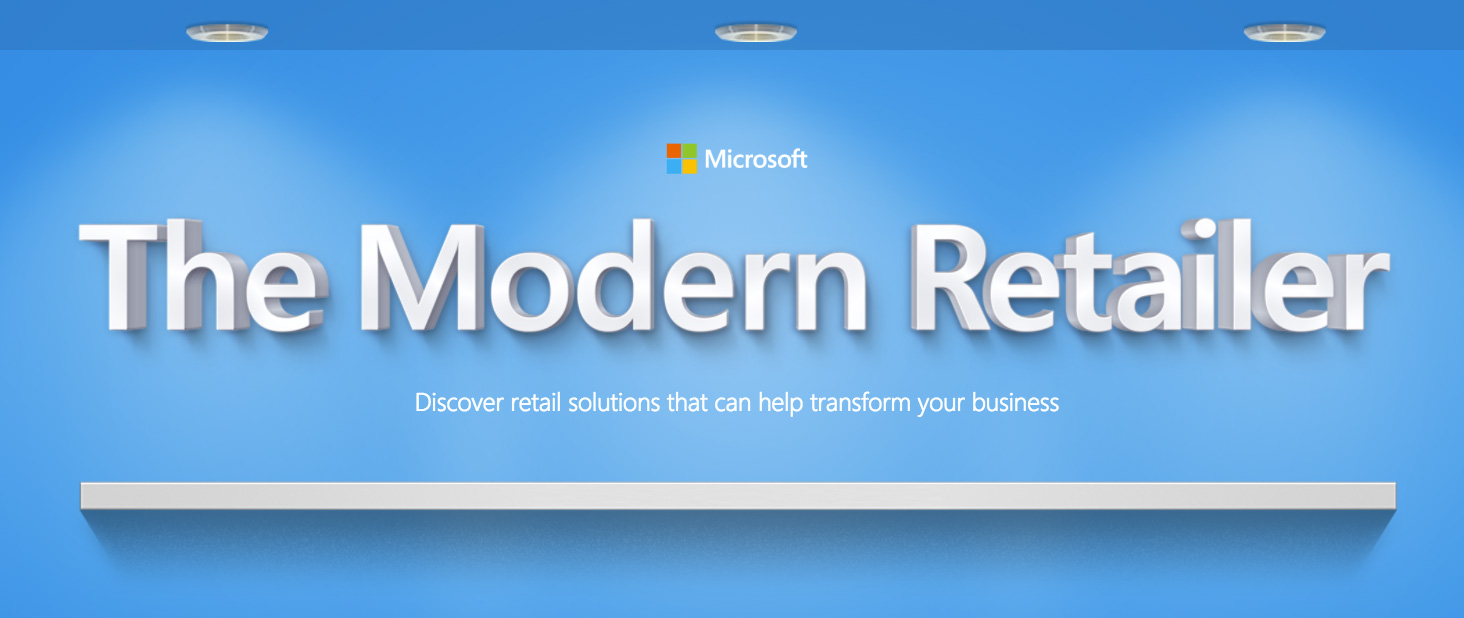 Microsoft
The Modern Retailer
Discover retail solutions that can help transform your business